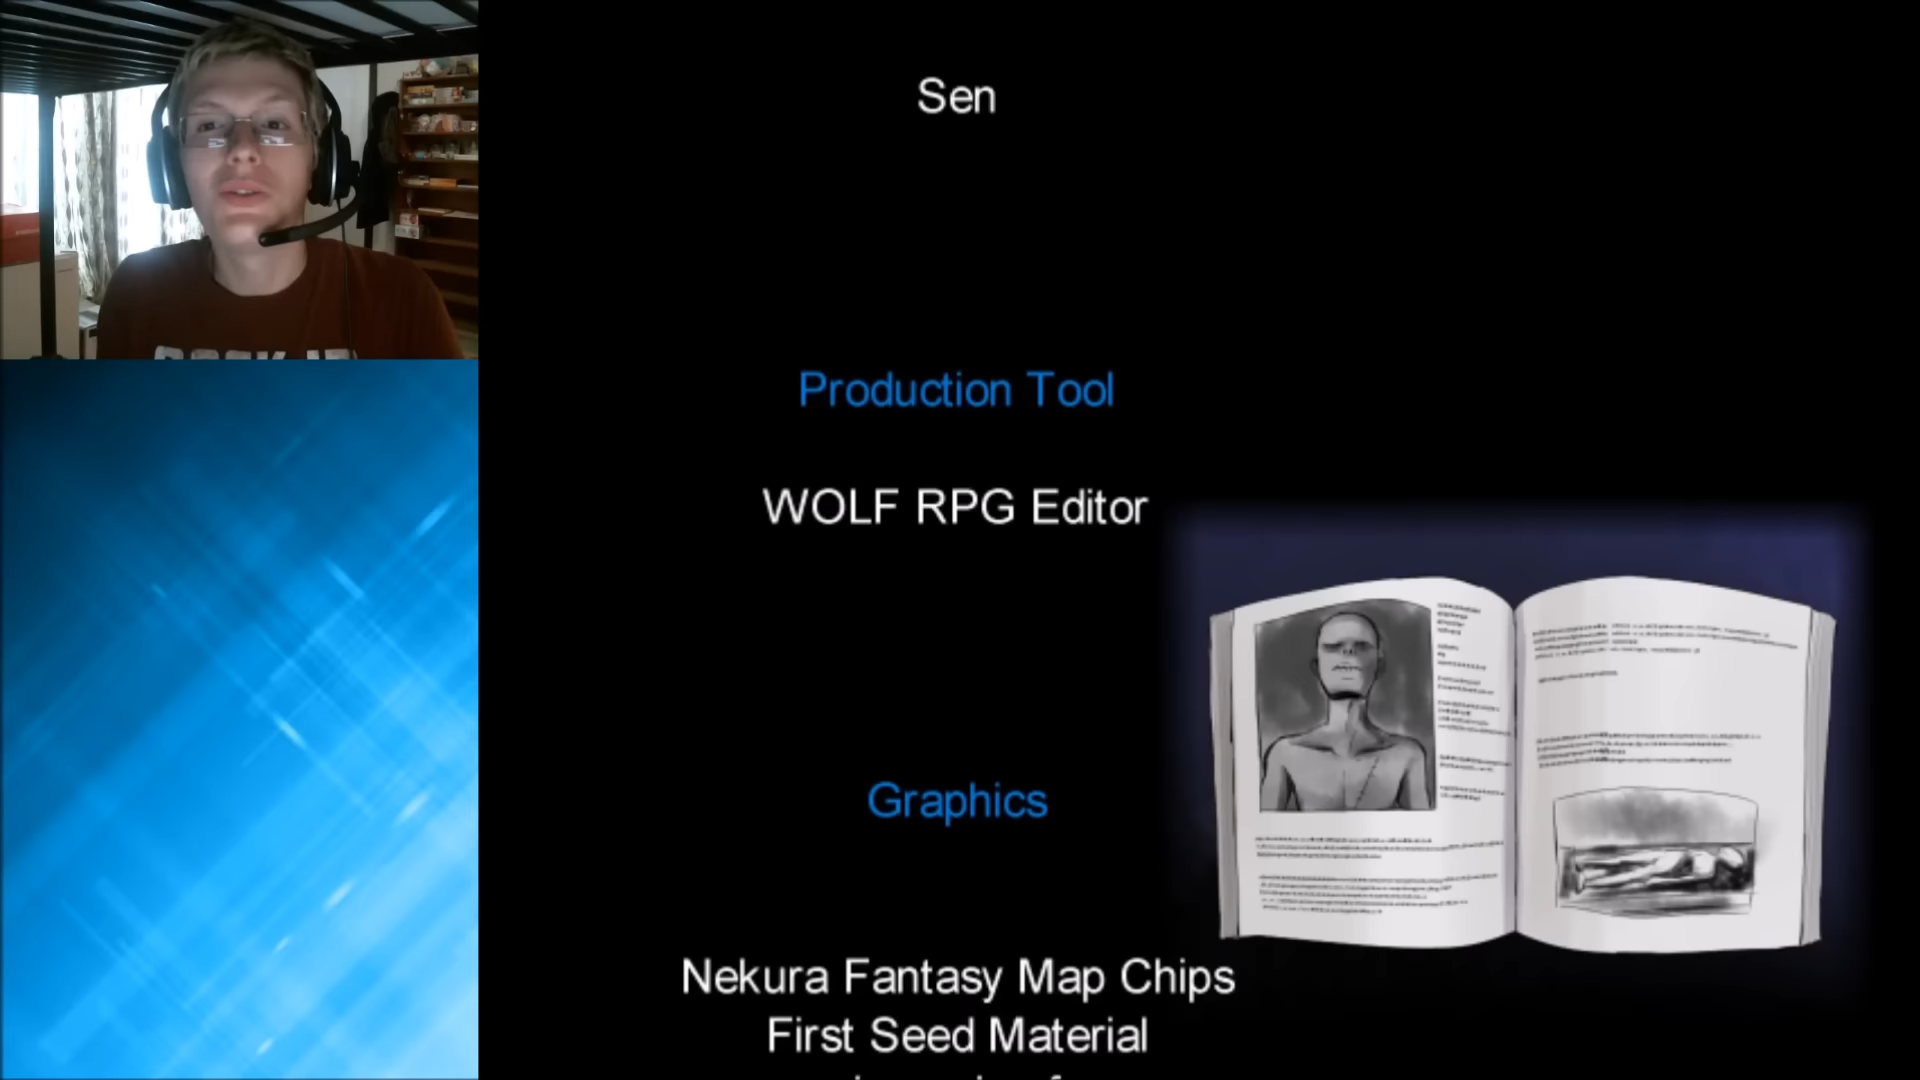 Sen
Production Tool
WOLF RPG Editor
Graphics
Nekura Fantasy Map Chips
First Seed Material